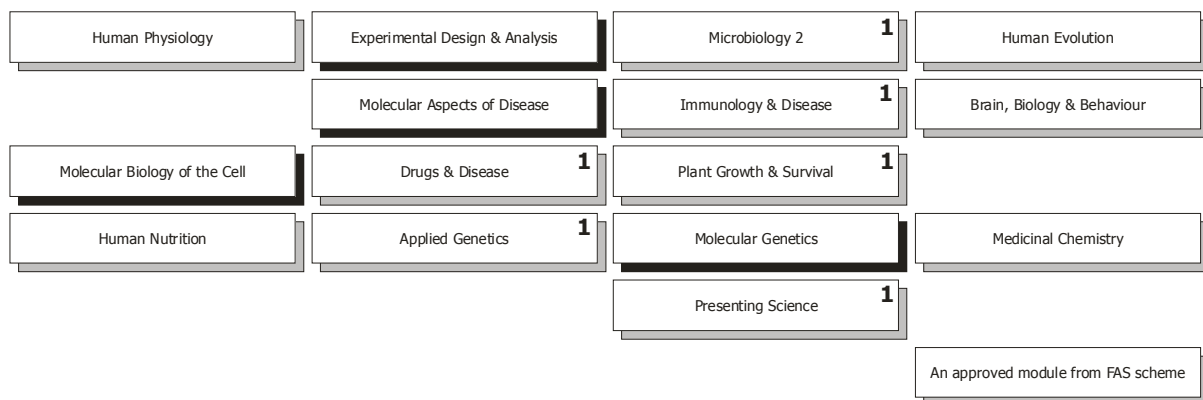 Human Physiology
Experimental Design & Analysis
Microbiology 2
1
Human Evolution
Molecular Aspects of Disease
Immunology & Disease
1
Brain, Biology & Behaviour
Molecular Biology of the Cell
Drugs & Disease
1
Plant Growth & Survival
1
Human Nutrition
Applied Genetics
1
Molecular Genetics
Medicinal Chemistry
Presenting Science
1
An approved module from FAS scheme